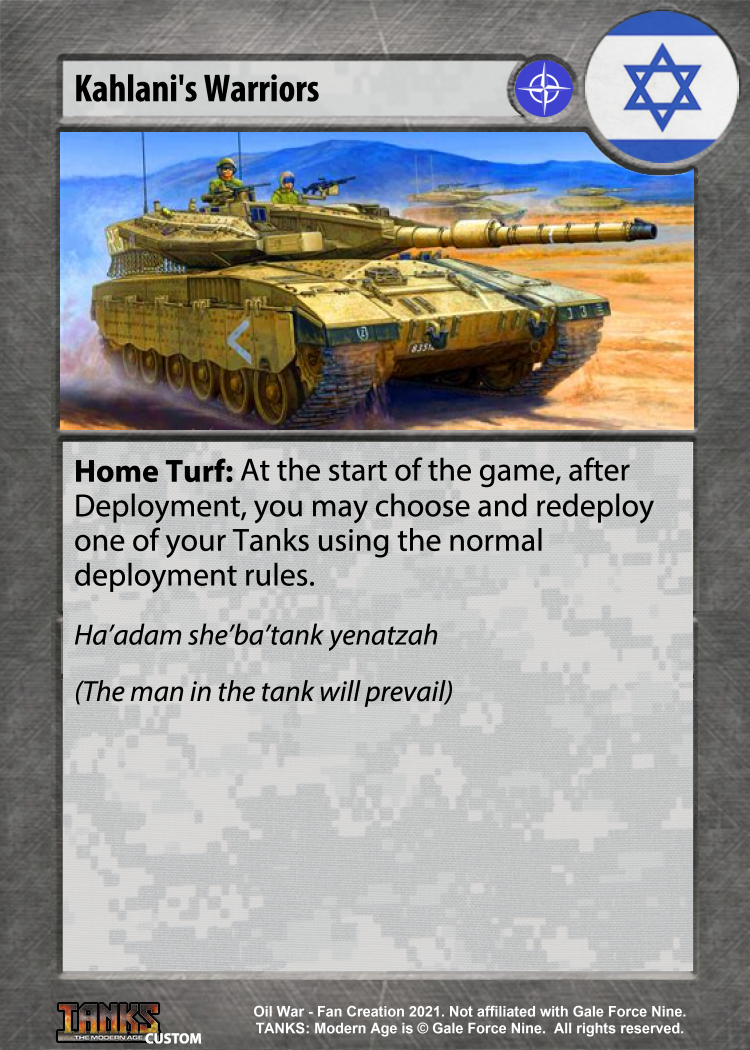 Kahlani's Warriors
Home Turf: At the start of the game, after
Deployment, you may choose and redeploy
one of your Tanks using the normal
deployment rules.
Ha’adam she’ba’tank yenatzah
(The man in the tank will prevail)
TANKS
THE MODERN AGE
CUSTOM
Oil War - Fan Creation 2021. Not affiliated with Gale Force Nine.
TANKS: Modern Age is © Gale Force Nine. All rights reserved.